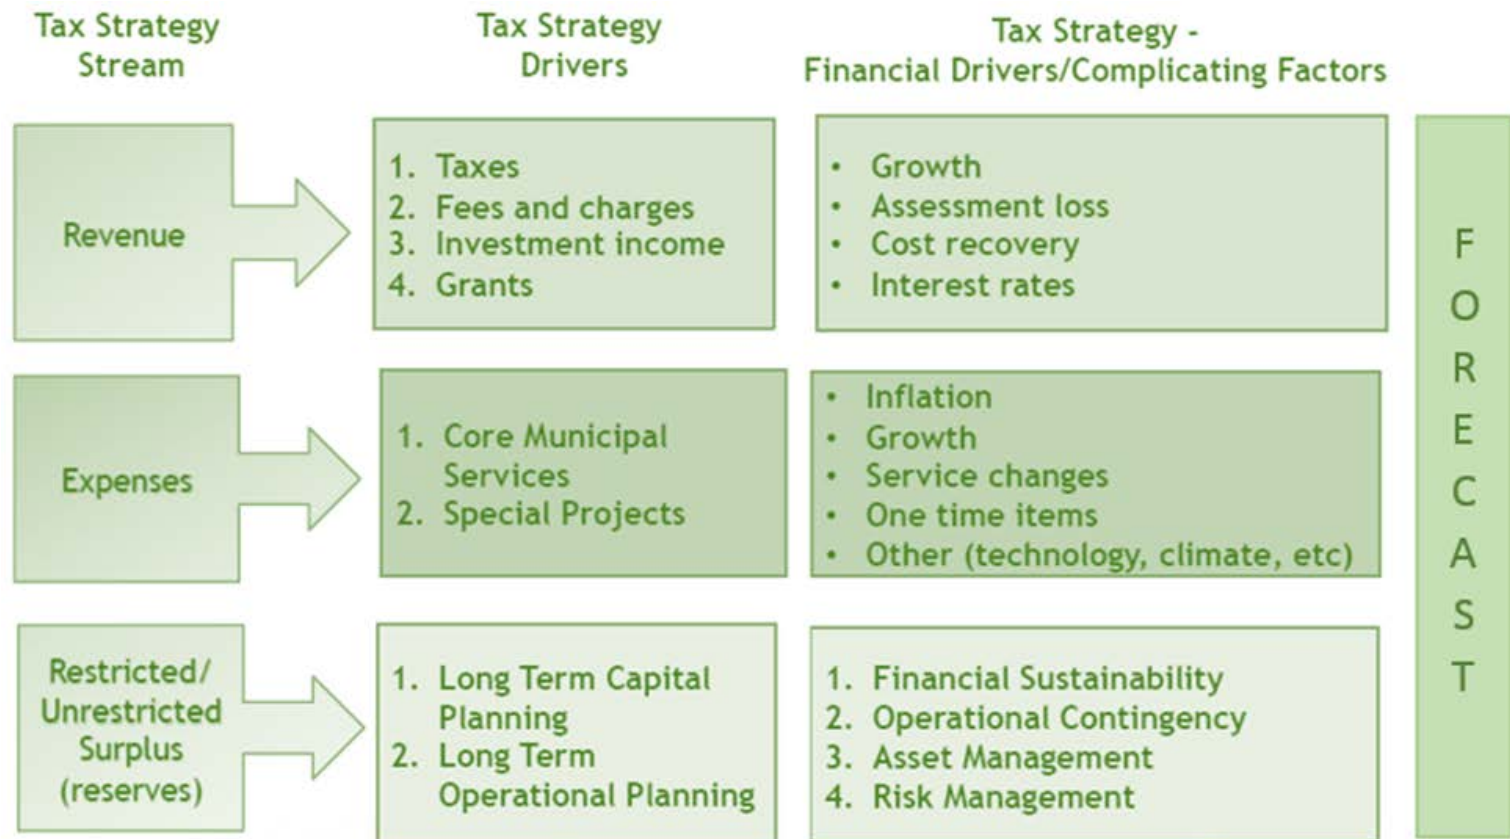 Tax Strategy
Stream
Tax Strategy
Drivers
Tax Strategy -
Financial Drivers/Complicating Factors
Revenue
1. Taxes
2. Fees and charges
3. Investment income
4. Grants
• Growth
• Assessment loss
• Cost recovery
• Interest rates
Expenses
1. Core Municipal
Services
2. Special Projects
• Inflation
• Growth
• Service changes
• One time items
• Other (technology, climate, etc)
Restricted/
Unrestricted
Surplus
(reserves)
1. Long Term Capital
Planning
2. Long Term
Operational Planning
1. Financial Sustainability
2. Operational Contingency
3. Asset Management
4. Risk Management
F
O
R
E
C
A
S
T